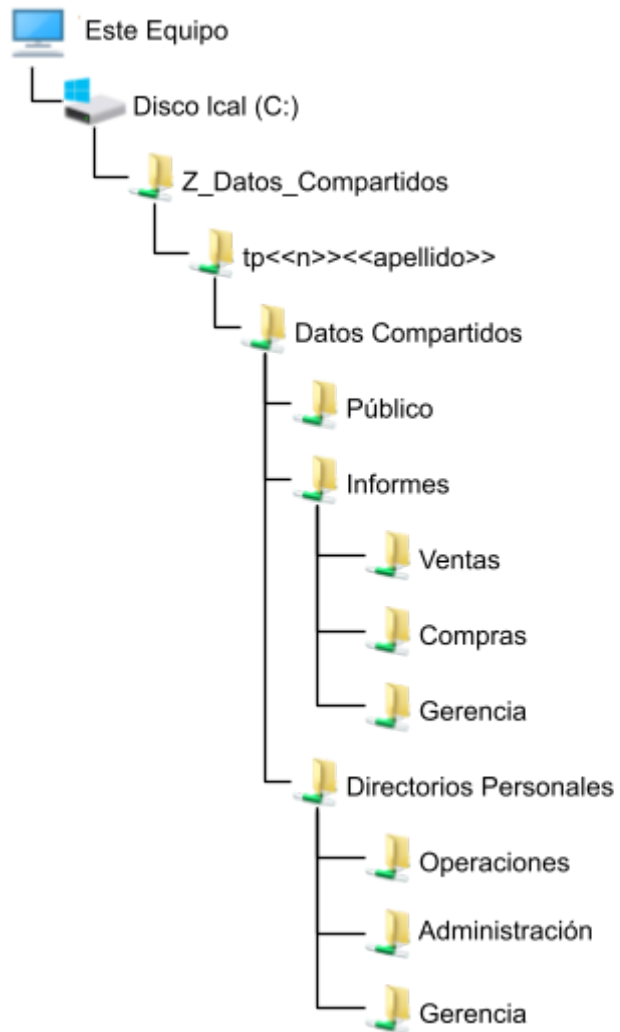 Este Equipo
Disco lcal (C:)
Z_Datos_Compartidos
tp<<n>><<apellido>>
Datos Compartidos
Público
Informes
Ventas
Compras
Gerencia
Directorios Personales
Operaciones
Administración
Gerencia